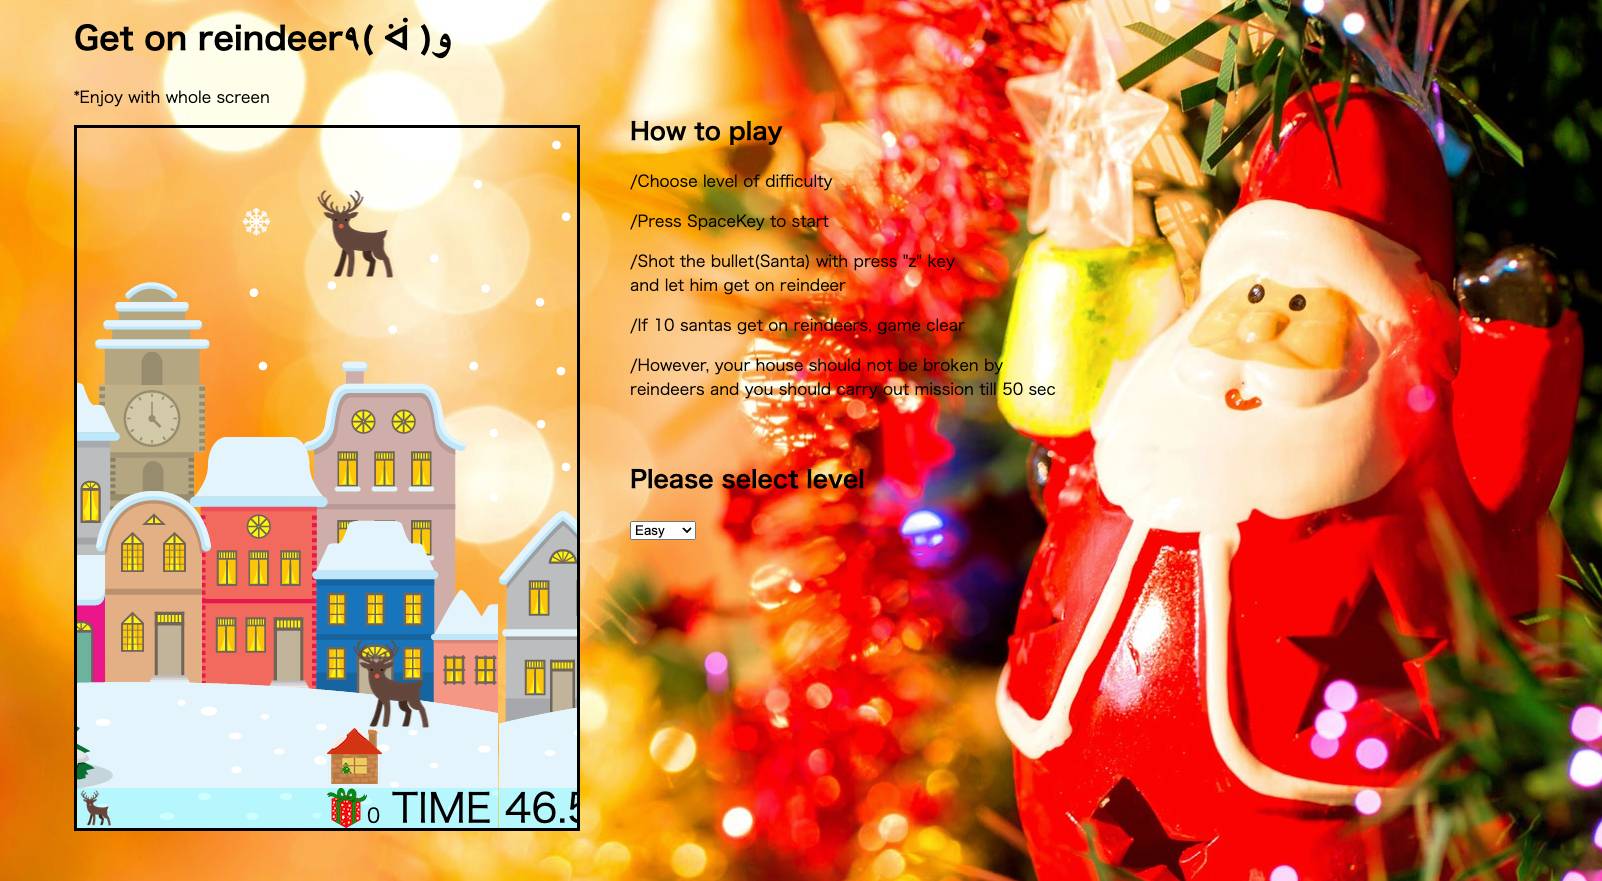 Get on reindeer٩( ᐛ )و
*Enjoy with whole screen
How to play
/Choose level of difficulty
/Press SpaceKey to start
/Shot the bullet(Santa) with press "z" key
and let him get on reindeer
/If 10 santas get on reindeers, game clear
/However, your house should not be broken by
reindeers and you should carry out mission till 50 sec
Please select level
Easy
0 TIME 46.5